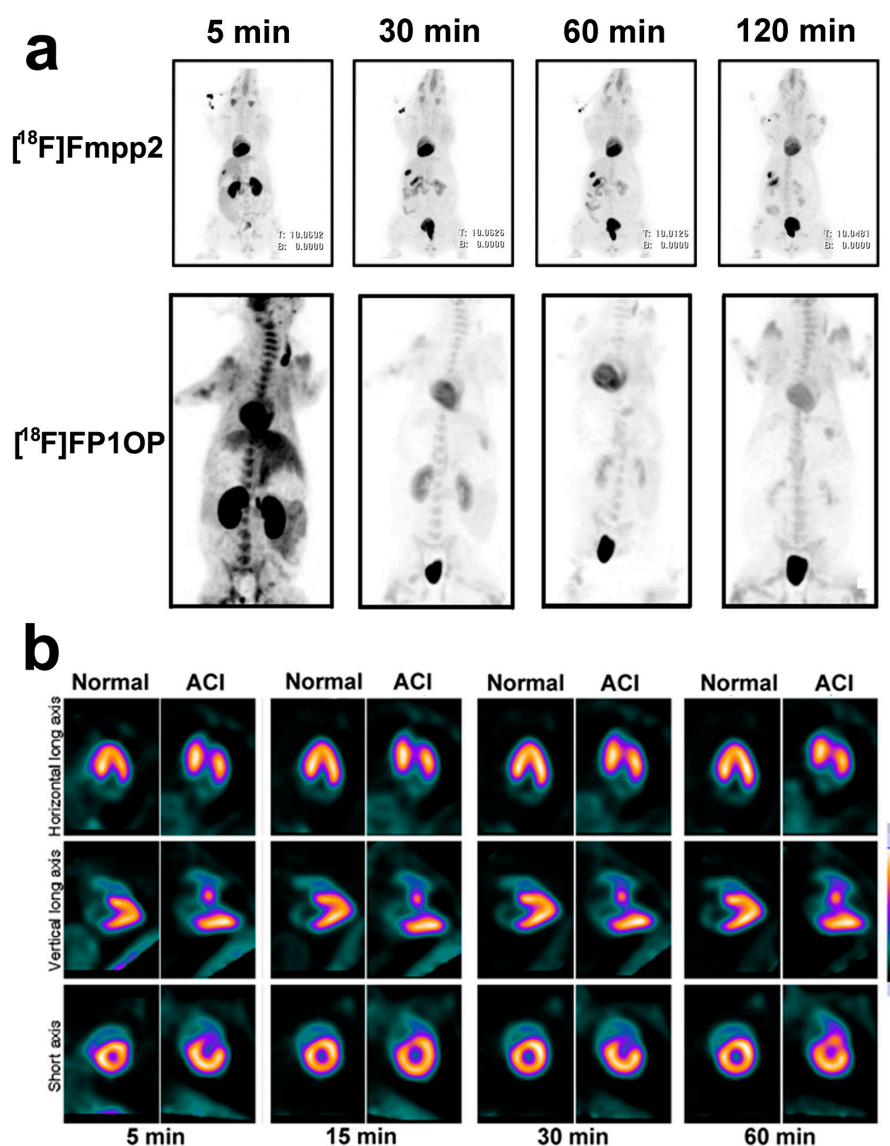 a
5 min 30 min 60 min 120 min
[18F]Fmpp2
T: 10.0692
B: 0.0000
T: 10.0626
B: 0.0000
T: 10.0126
B: 0.0000
T: 10.0481
B: 0.0000
[18F]FP1OP
b
Normal ACI Normal ACI Normal ACI Normal ACI
Horizontal long axis
Vertical long axis
Short axis
5 min 15 min 30 min 60 min